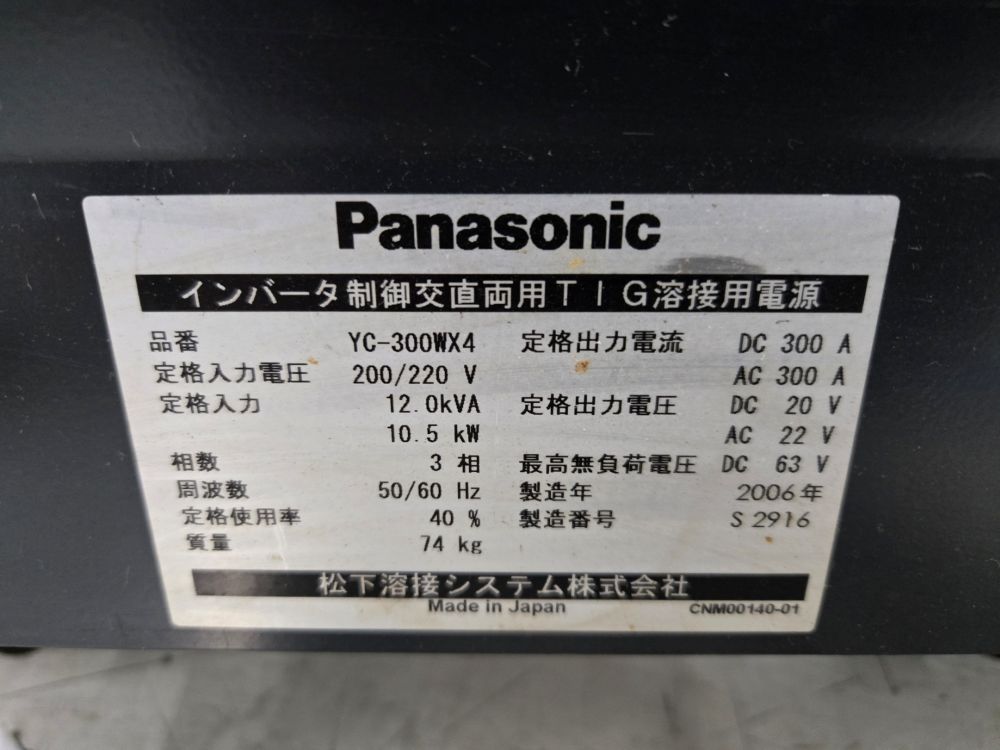 Panasonic
インバータ制御交直両用TIG溶接用電源
品番 YC-300WX4 定格出力電流 DC 300 A
定格入力電圧 200/220 V AC 300 A
定格入力 12.0kVA 定格出力電圧 DC 20 V
10.5 kW AC 22 V
相数 3 相 最高無負荷電圧 DC 63 V
周波数 50/60 Hz 製造年 2006年
定格使用率 40 % 製造番号 S 2916
質量 74 kg
松下溶接システム株式会社
Made in Japan CNM00140-01